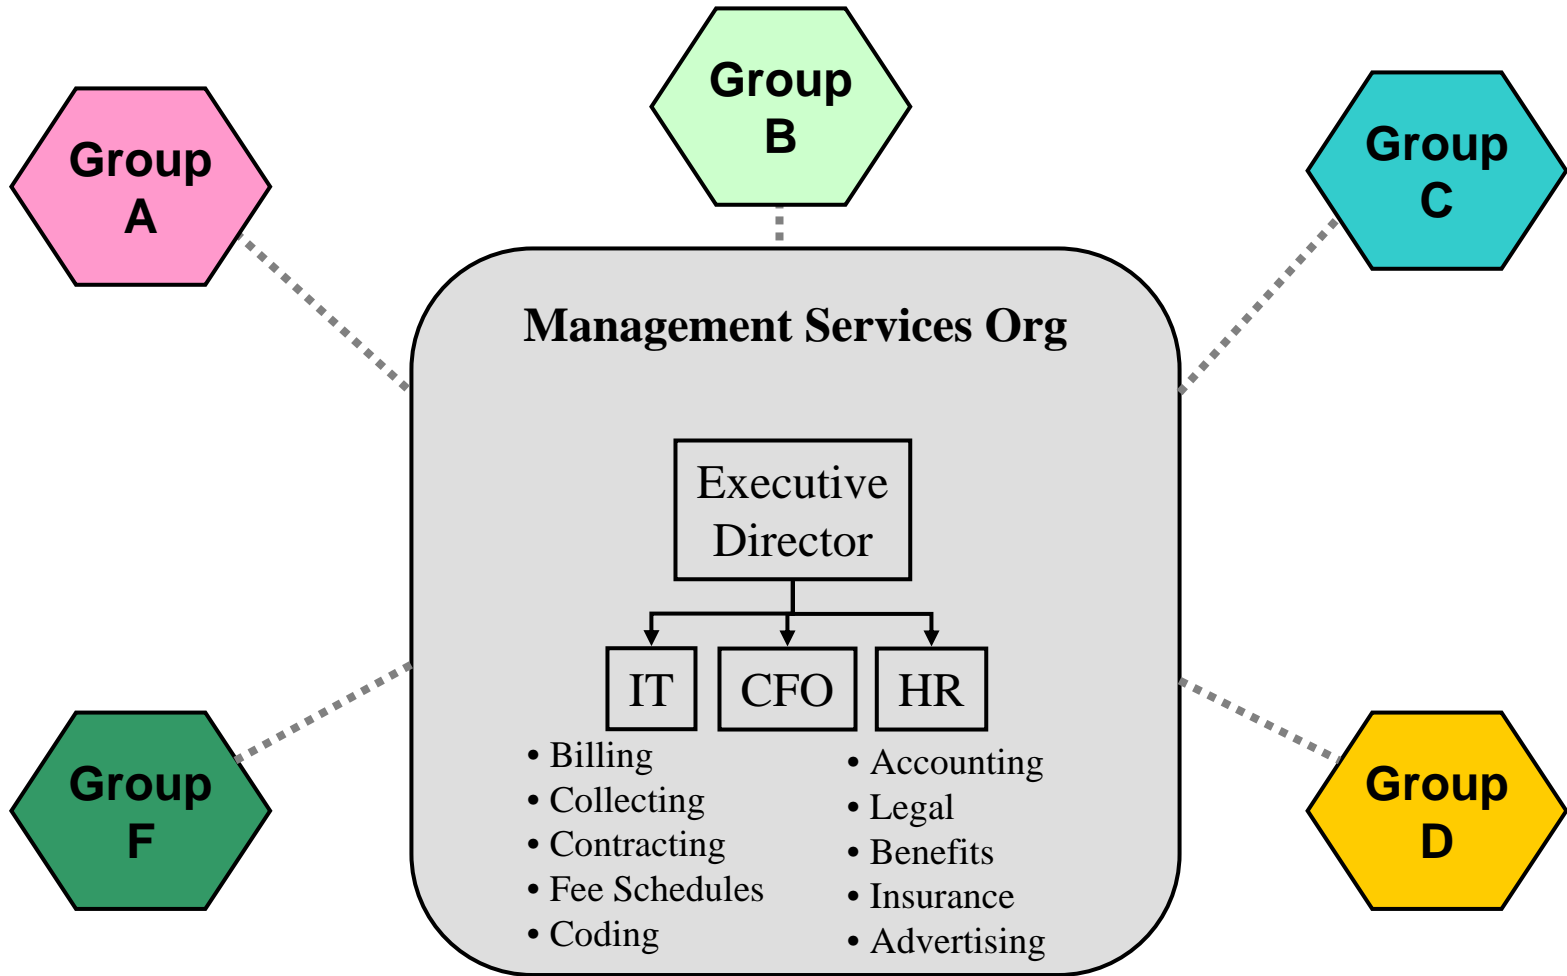 Group
B
Group
A
Group
C
Management Services Org
Executive
Director
IT
CFO
HR
• Billing
• Collecting
• Contracting
• Fee Schedules
• Coding
• Accounting
• Legal
• Benefits
• Insurance
• Advertising
Group
F
Group
D